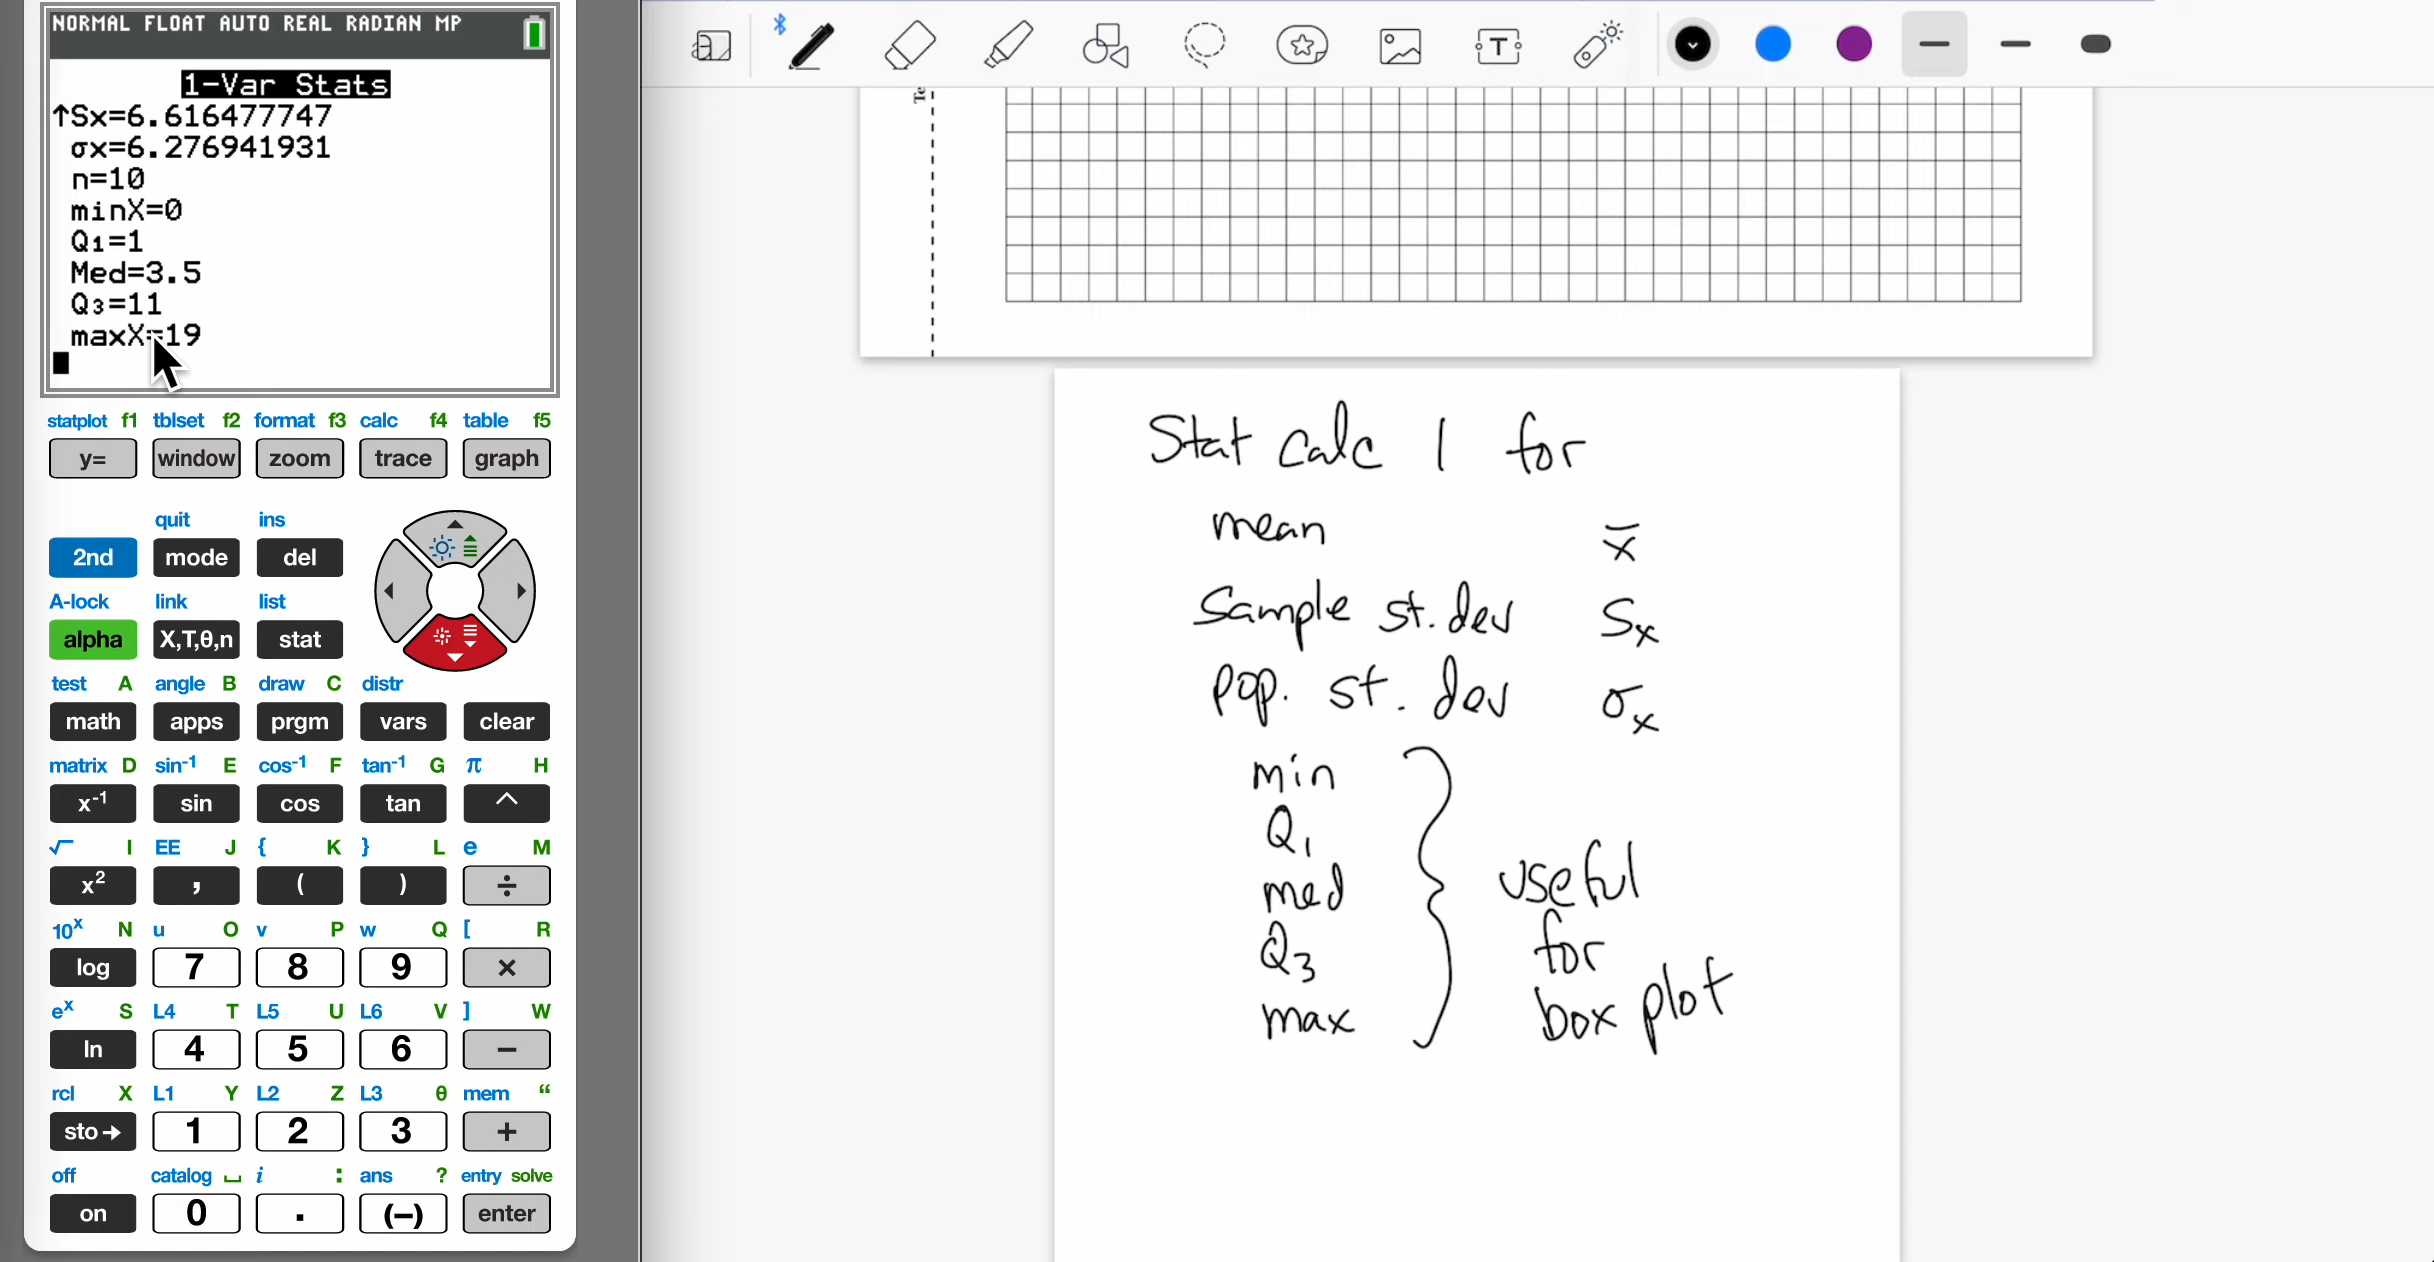 NORMAL FLOAT AUTO REAL RADIAN MP
1-Var Stats
↑Sx=6.616477747
σx=6.276941931
n=10
minX=0
Q₁=1
Med=3.5
Q₃=11
maxX=19
statplot f1 tblset f2 format f3 calc f4 table f5
y= window zoom trace graph
quit ins
2nd mode del
A-lock link list
alpha X,T,θ,n stat
test A angle B draw C distr
math apps prgm vars clear
matrix D sin⁻¹ E cos⁻¹ F tan⁻¹ G π H
x⁻¹ sin cos tan ^
√ I EE J { K } L e M
x² , ( ) ÷
10ˣ N u O v P w Q [ R
log 7 8 9 ×
eˣ S L4 T L5 U L6 V ] W
ln 4 5 6 −
rcl X L1 Y L2 Z L3 θ mem “
sto→ 1 2 3 +
off catalog ⎵ i : ans ? entry solve
on 0 . (−) enter
T
Te
Stat calc 1 for
mean x̄
Sample st. dev Sx
pop. st. dev σx
min
Q₁
med
Q₃
max
useful
for
box plot